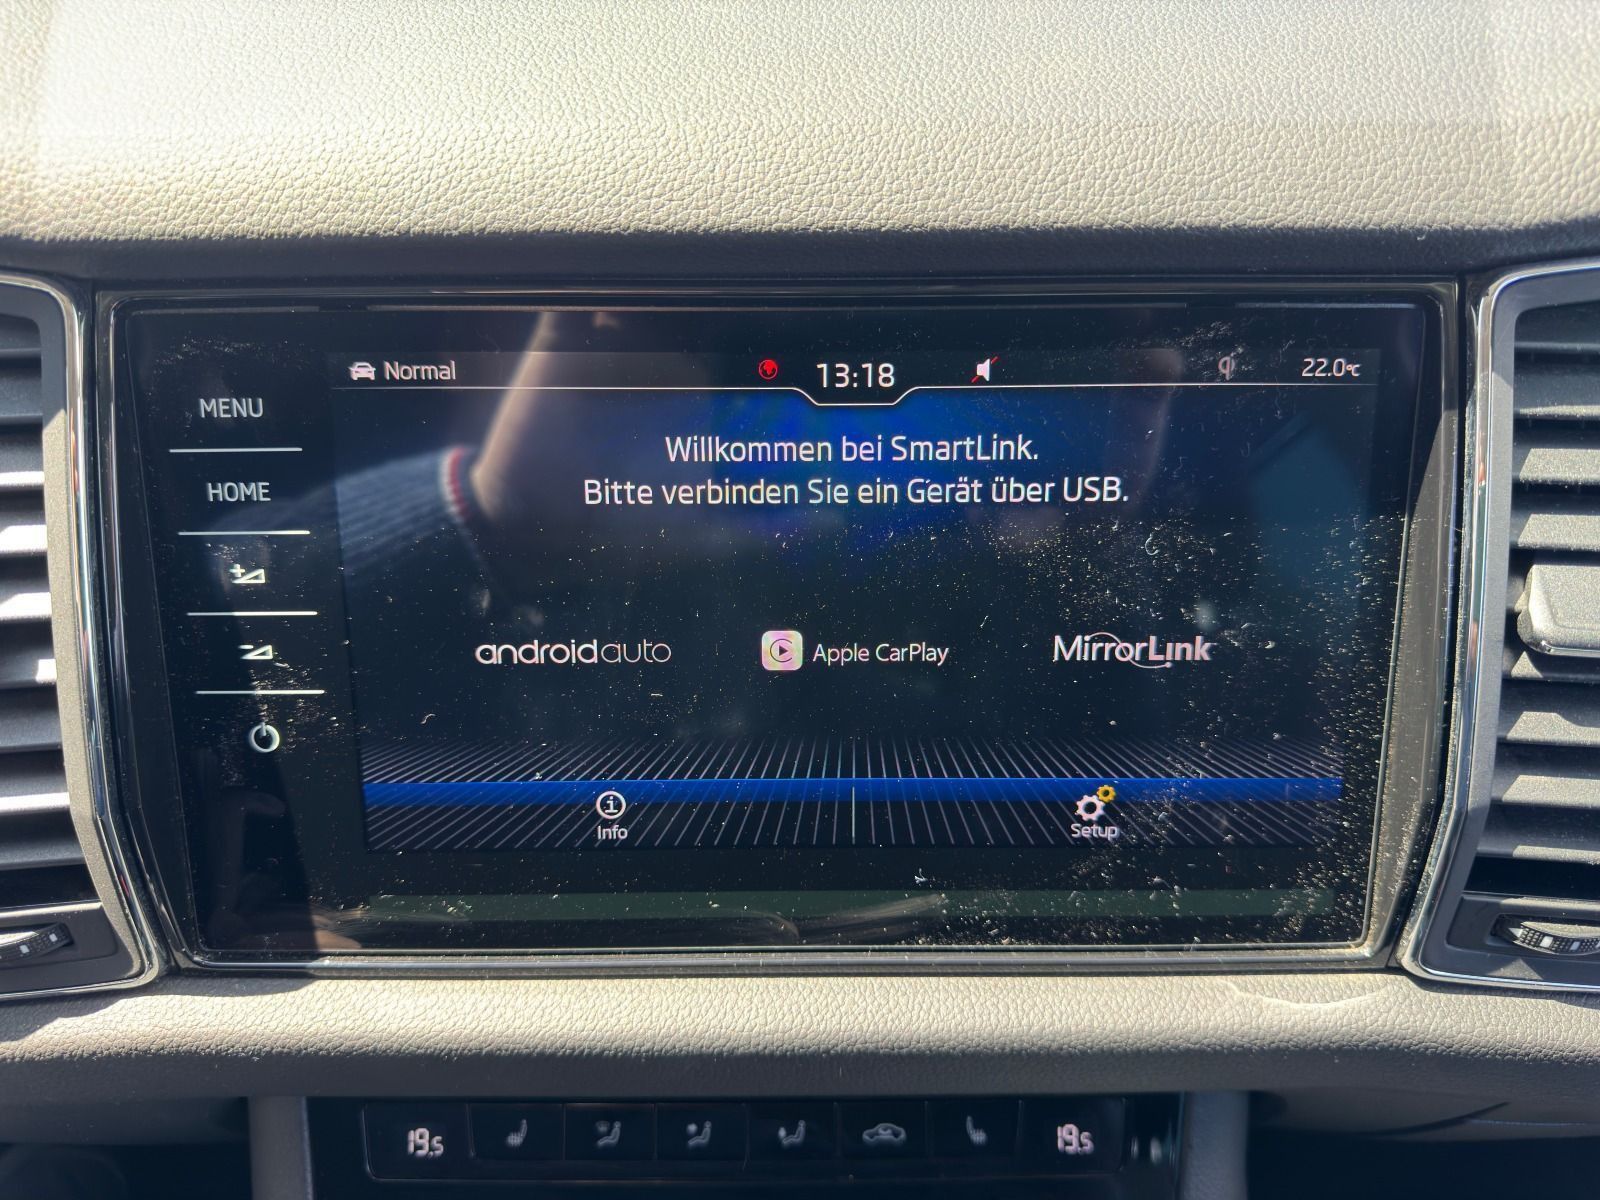 Normal
13:18
22.0°C
MENU
HOME
Willkommen bei SmartLink.
Bitte verbinden Sie ein Gerät über USB.
androidauto
Apple CarPlay
MirrorLink
Info
Setup
19.5
19.5